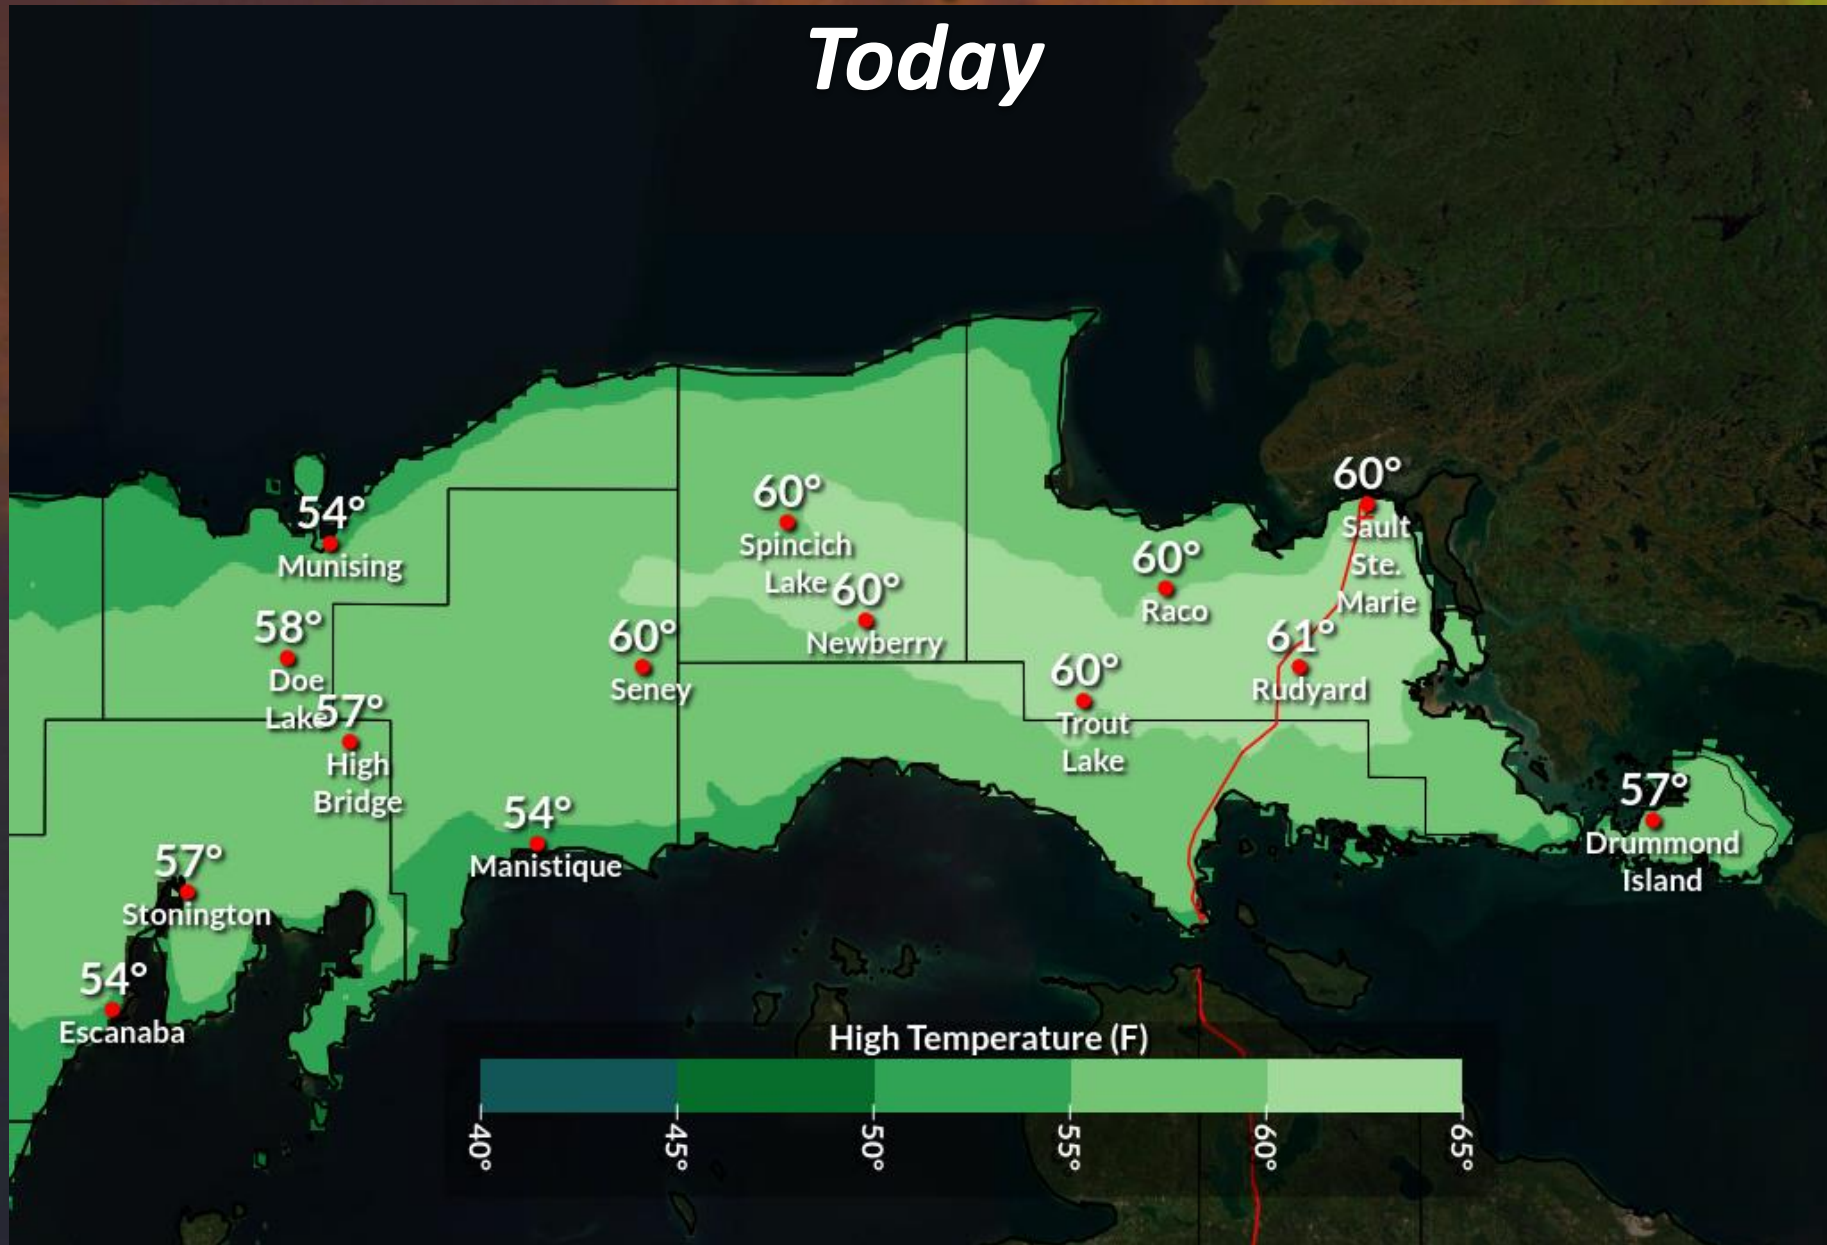 Today
54°
Munising
58°
Doe
Lake
57°
High
Bridge
57°
Stonington
54°
Escanaba
54°
Manistique
60°
Seney
60°
Spincich
Lake
60°
Newberry
60°
Raco
60°
Trout
Lake
60°
Sault
Ste.
Marie
61°
Rudyard
57°
Drummond
Island
High Temperature (F)
40°
45°
50°
55°
60°
65°